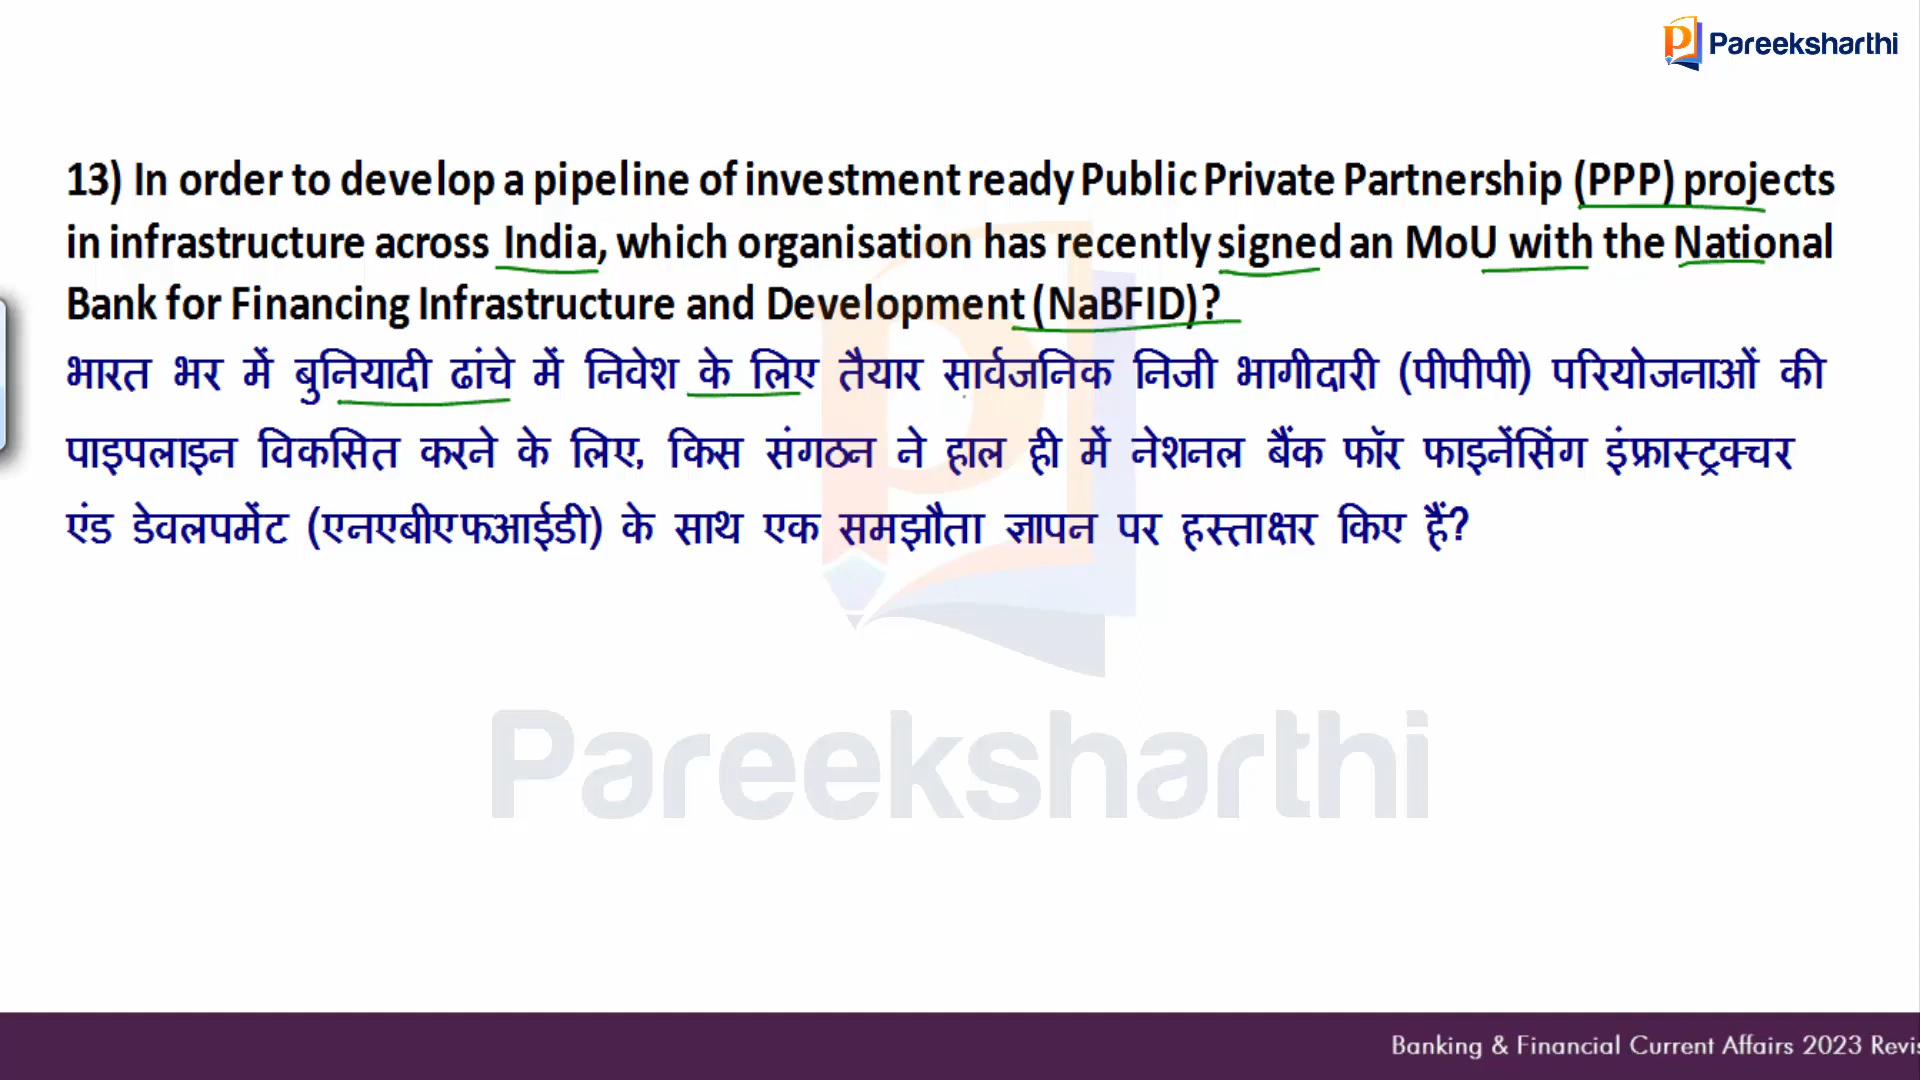 Pareeksharthi
13) In order to develop a pipeline of investment ready Public Private Partnership (PPP) projects
in infrastructure across India, which organisation has recently signed an MoU with the National
Bank for Financing Infrastructure and Development (NaBFID)?
भारत भर में बुनियादी ढांचे में निवेश के लिए तैयार सार्वजनिक निजी भागीदारी (पीपीपी) परियोजनाओं की
पाइपलाइन विकसित करने के लिए, किस संगठन ने हाल ही में नेशनल बैंक फॉर फाइनेंसिंग इंफ्रास्ट्रक्चर
एंड डेवलपमेंट (एनएबीएफआईडी) के साथ एक समझौता ज्ञापन पर हस्ताक्षर किए हैं?
Pareeksharthi
Banking & Financial Current Affairs 2023